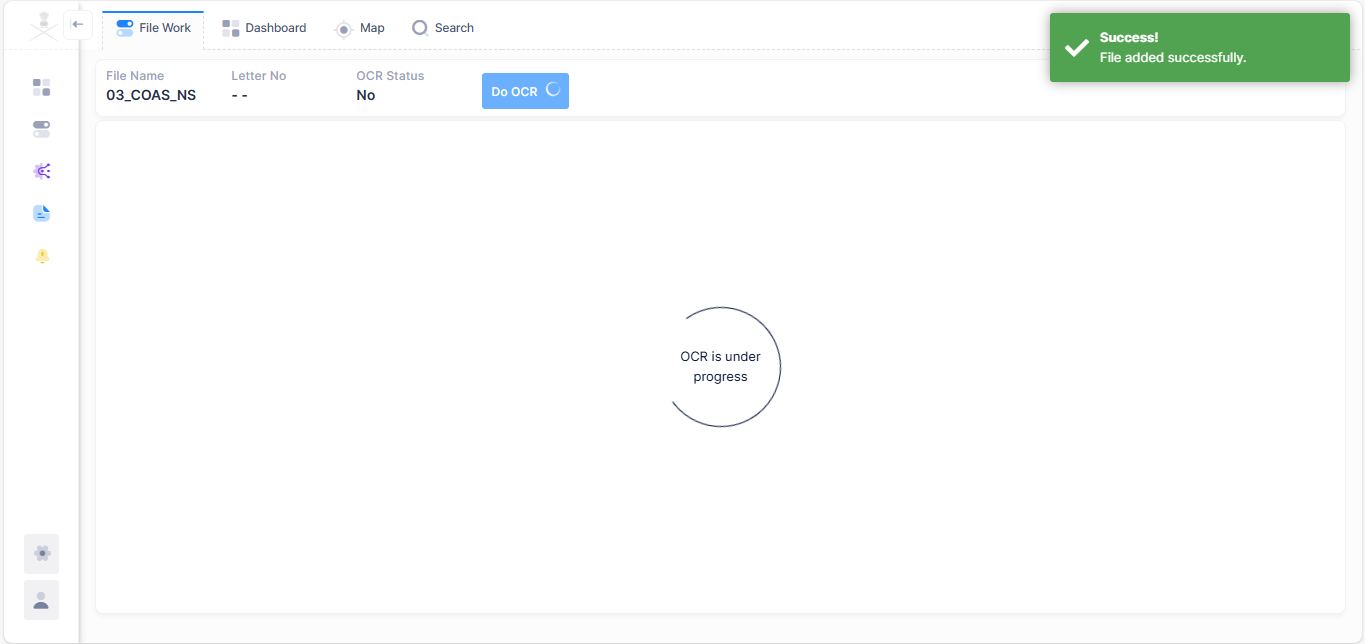 File Work
Dashboard
Map
Search
Success!
File added successfully.
File Name
Letter No
OCR Status
03_COAS_NS
- -
No
Do OCR
OCR is under
progress